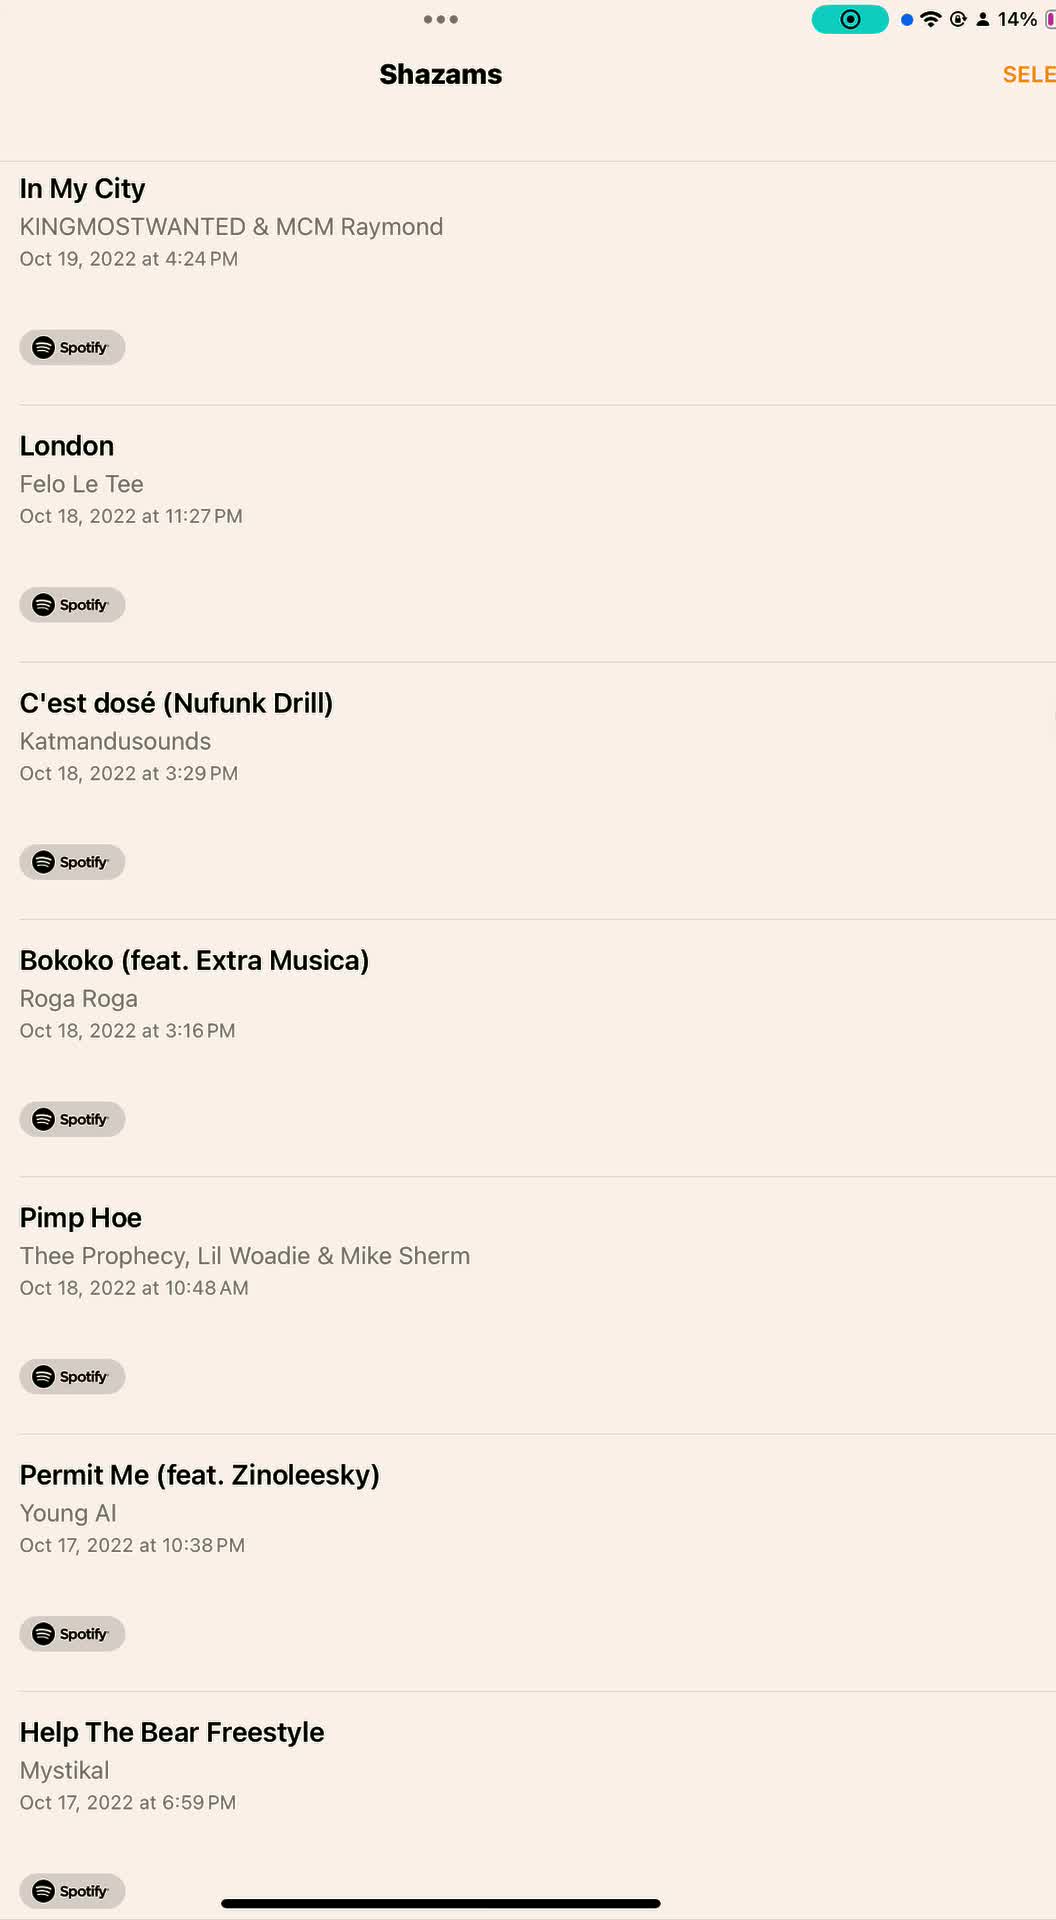 14%
Shazams
SELE
In My City
KINGMOSTWANTED & MCM Raymond
Oct 19, 2022 at 4:24 PM
Spotify
London
Felo Le Tee
Oct 18, 2022 at 11:27 PM
Spotify
C'est dosé (Nufunk Drill)
Katmandusounds
Oct 18, 2022 at 3:29 PM
Spotify
Bokoko (feat. Extra Musica)
Roga Roga
Oct 18, 2022 at 3:16 PM
Spotify
Pimp Hoe
Thee Prophecy, Lil Woadie & Mike Sherm
Oct 18, 2022 at 10:48 AM
Spotify
Permit Me (feat. Zinoleesky)
Young Al
Oct 17, 2022 at 10:38 PM
Spotify
Help The Bear Freestyle
Mystikal
Oct 17, 2022 at 6:59 PM
Spotify